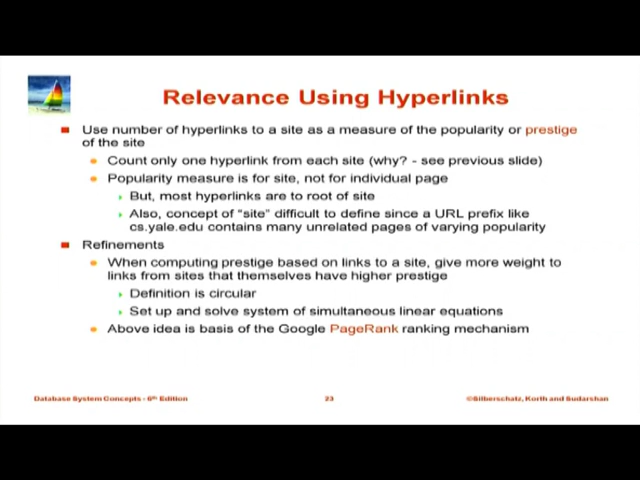 Relevance Using Hyperlinks
Use number of hyperlinks to a site as a measure of the popularity or prestige
of the site
Count only one hyperlink from each site (why? - see previous slide)
Popularity measure is for site, not for individual page
But, most hyperlinks are to root of site
Also, concept of "site" difficult to define since a URL prefix like
cs.yale.edu contains many unrelated pages of varying popularity
Refinements
When computing prestige based on links to a site, give more weight to
links from sites that themselves have higher prestige
Definition is circular
Set up and solve system of simultaneous linear equations
Above idea is basis of the Google PageRank ranking mechanism
Database System Concepts - 6th Edition
23
©Silberschatz, Korth and Sudarshan